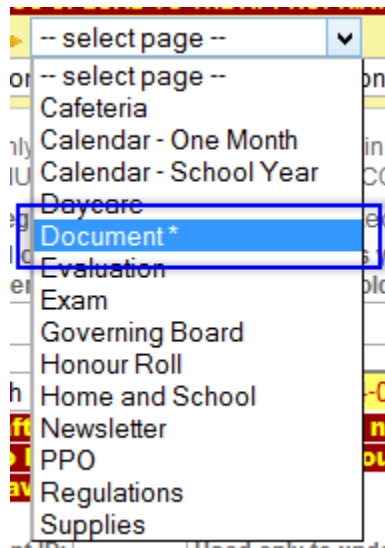 -- select page --
-- select page --
Cafeteria
Calendar - One Month
Calendar - School Year
Daycare
Document *
Evaluation
Exam
Governing Board
Honour Roll
Home and School
Newsletter
PPO
Regulations
Supplies